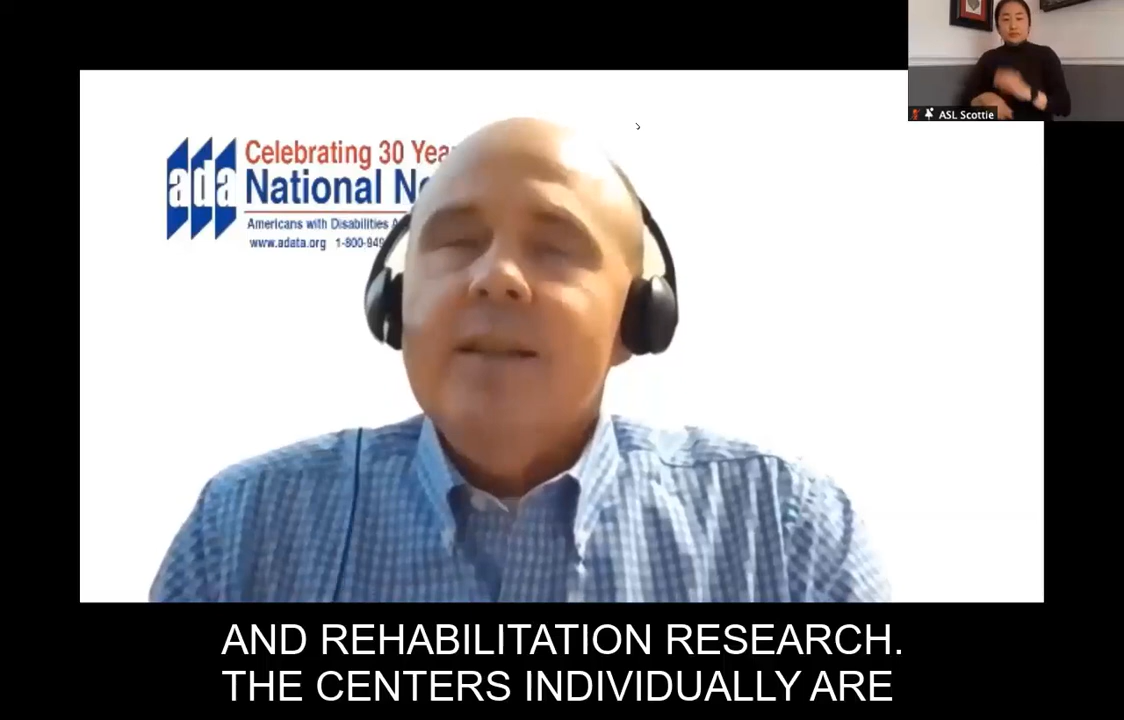 ASL Scottie
ada
Celebrating 30 Yea
National N
Americans with Disabilities A
www.adata.org 1-800-949
AND REHABILITATION RESEARCH.
THE CENTERS INDIVIDUALLY ARE